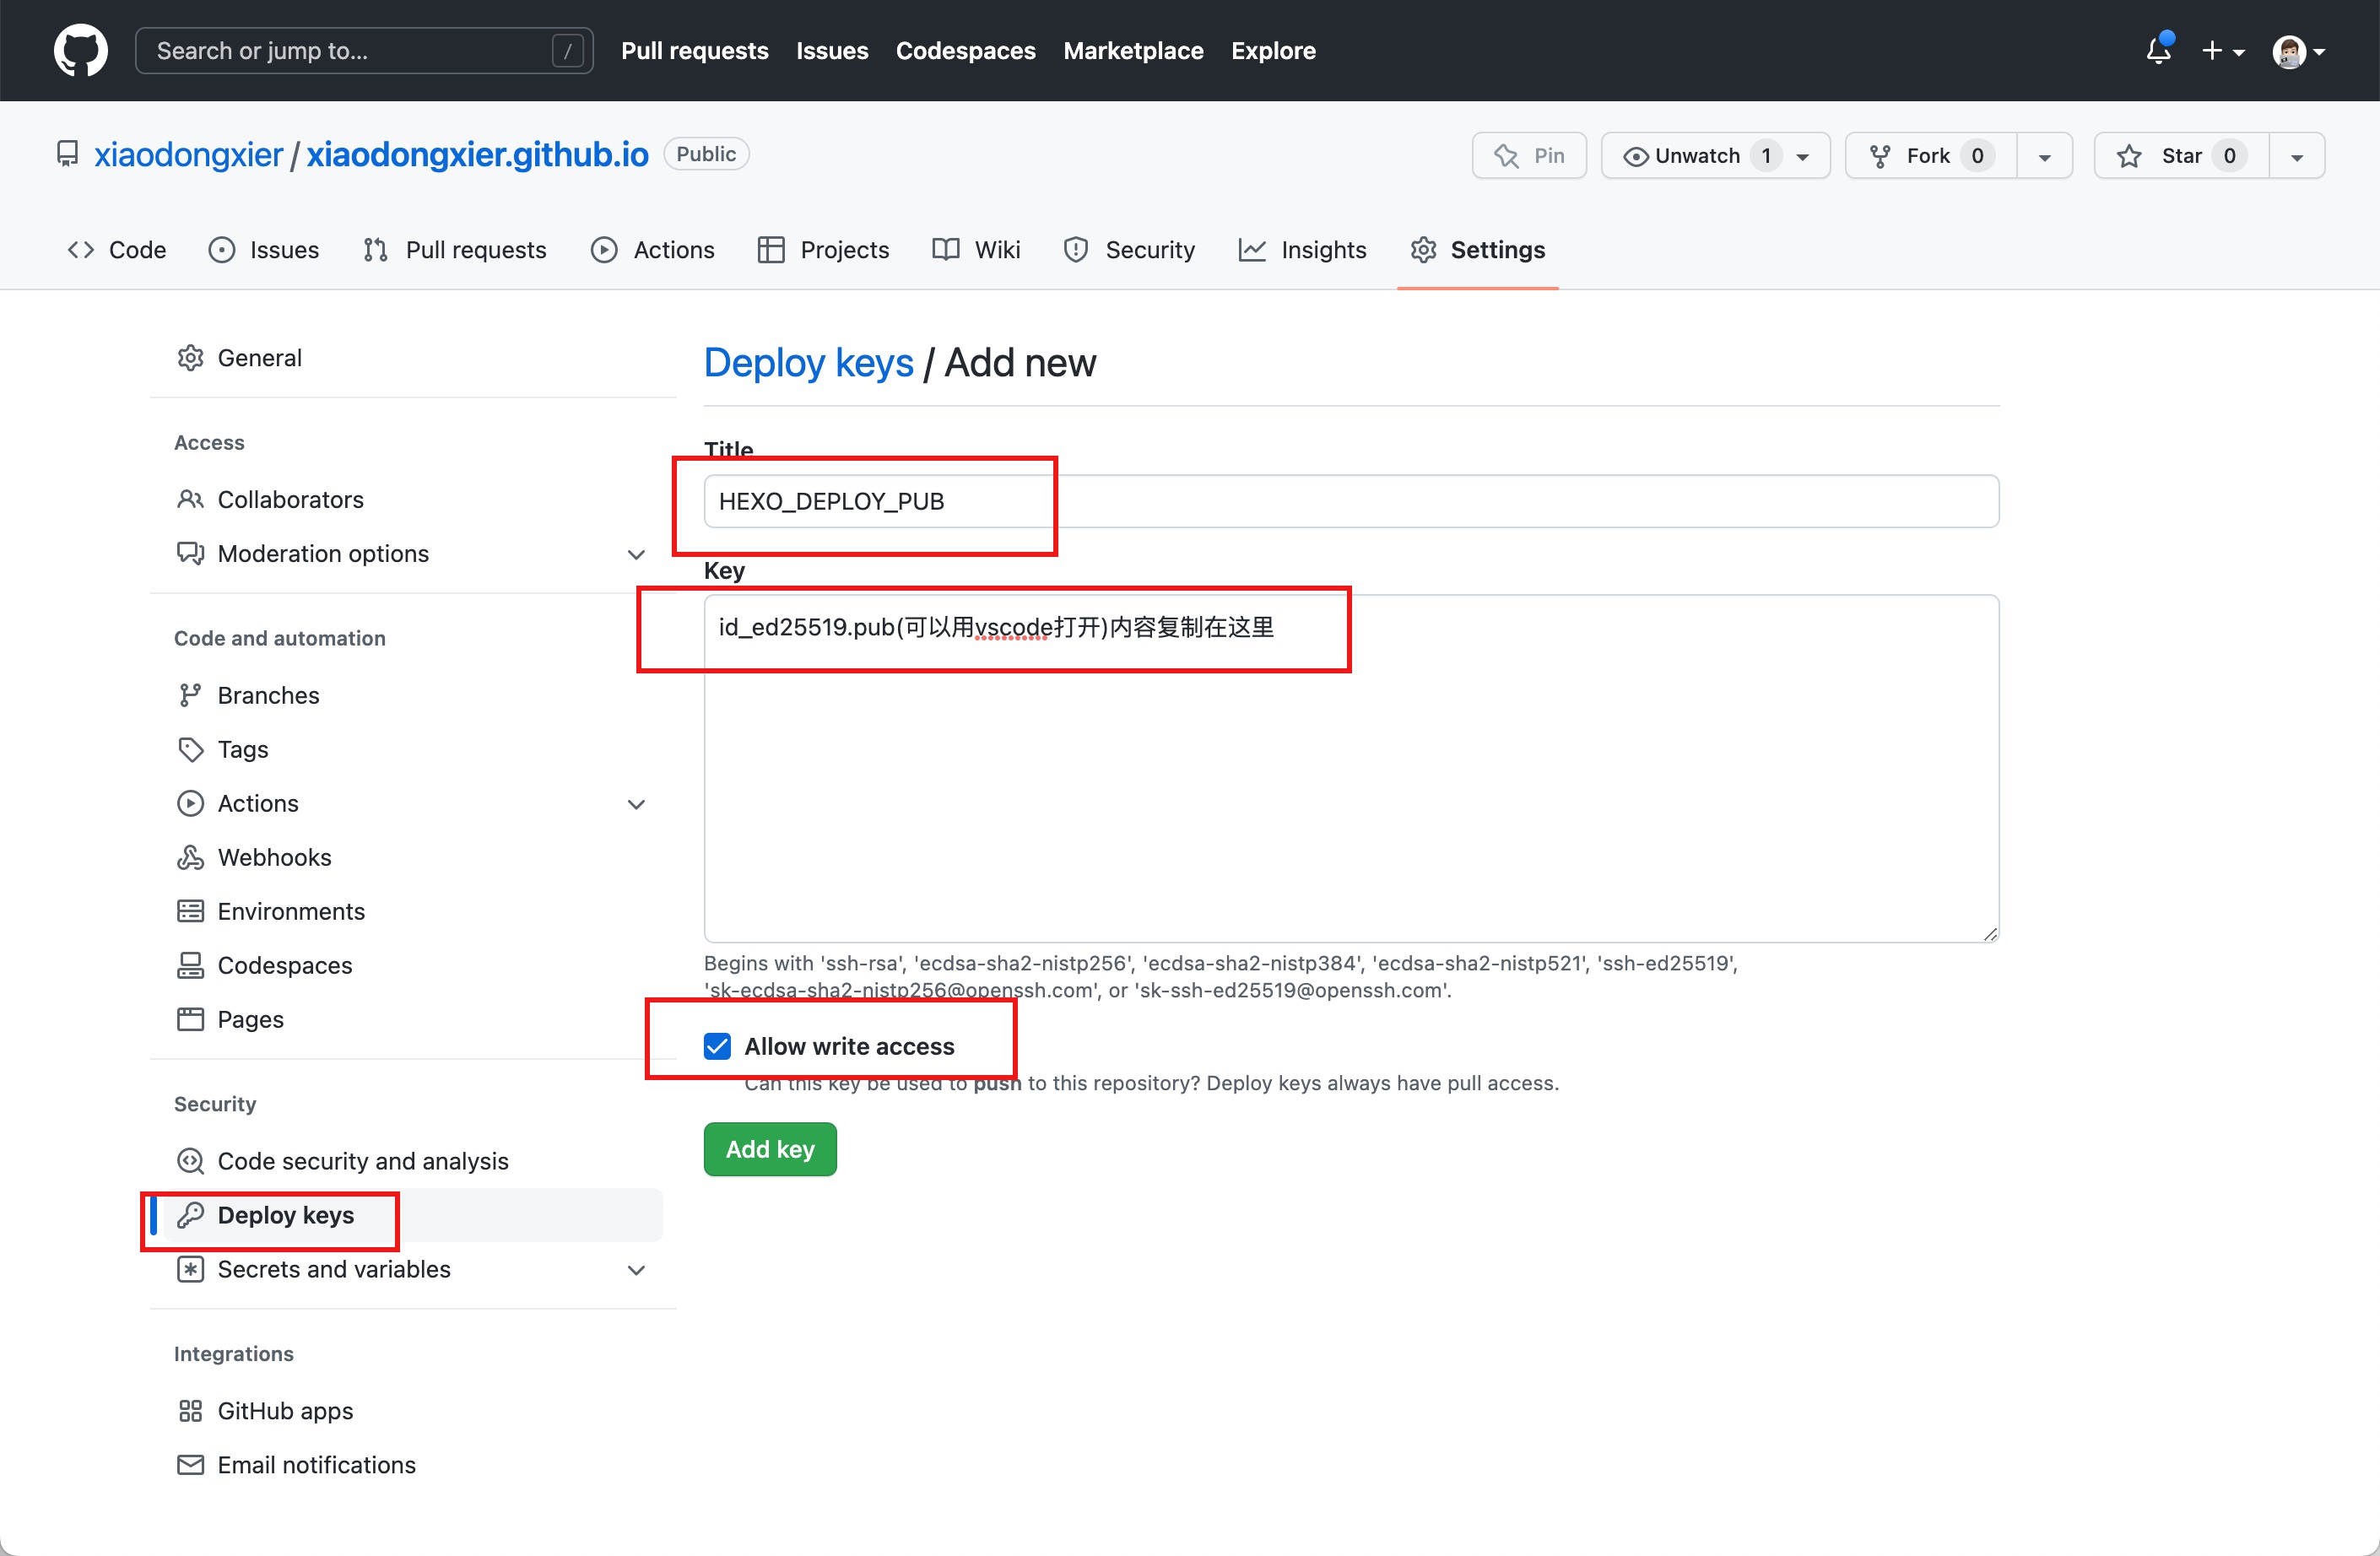 Search or jump to... /
Pull requests Issues Codespaces Marketplace Explore
xiaodongxier / xiaodongxier.github.io Public
Pin Unwatch 1 Fork 0 Star 0
Code Issues Pull requests Actions Projects Wiki Security Insights Settings
General
Access
Collaborators
Moderation options
Code and automation
Branches
Tags
Actions
Webhooks
Environments
Codespaces
Pages
Security
Code security and analysis
Deploy keys
Secrets and variables
Integrations
GitHub apps
Email notifications
Deploy keys / Add new
Title
HEXO_DEPLOY_PUB
Key
id_ed25519.pub(可以用vscode打开)内容复制在这里
Begins with 'ssh-rsa', 'ecdsa-sha2-nistp256', 'ecdsa-sha2-nistp384', 'ecdsa-sha2-nistp521', 'ssh-ed25519',
'sk-ecdsa-sha2-nistp256@openssh.com', or 'sk-ssh-ed25519@openssh.com'.
Allow write access
Can this key be used to push to this repository? Deploy keys always have pull access.
Add key